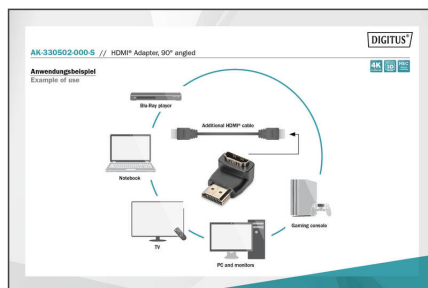 DIGITUS®
AK-330502-000-S // HDMI® Adapter, 90° angled
4K
3D
HEC
Anwendungsbeispiel
Example of use
Blu Ray player
Additional HDMI® cable
Notebook
Gaming console
TV
PC and monitors